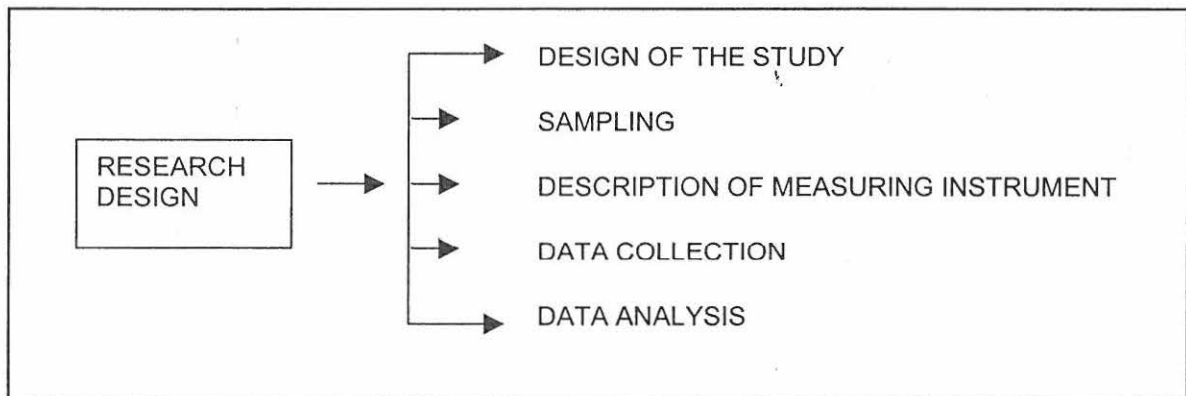 DESIGN OF THE STUDY
SAMPLING
RESEARCH
DESIGN
DESCRIPTION OF MEASURING INSTRUMENT
DATA COLLECTION
DATA ANALYSIS